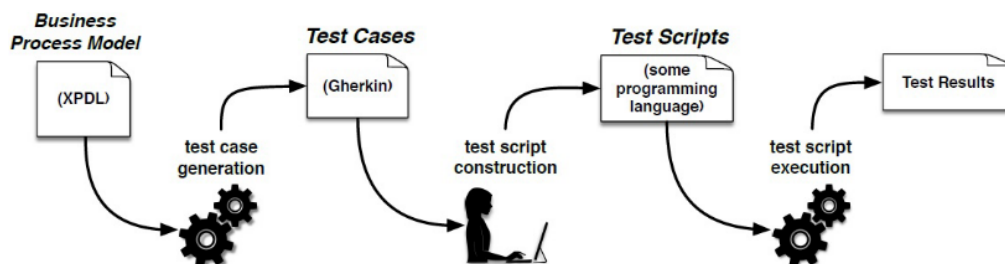 Business
Process Model
(XPDL)
test case
generation
Test Cases
(Gherkin)
test script
construction
Test Scripts
(some
programming
language)
test script
execution
Test Results